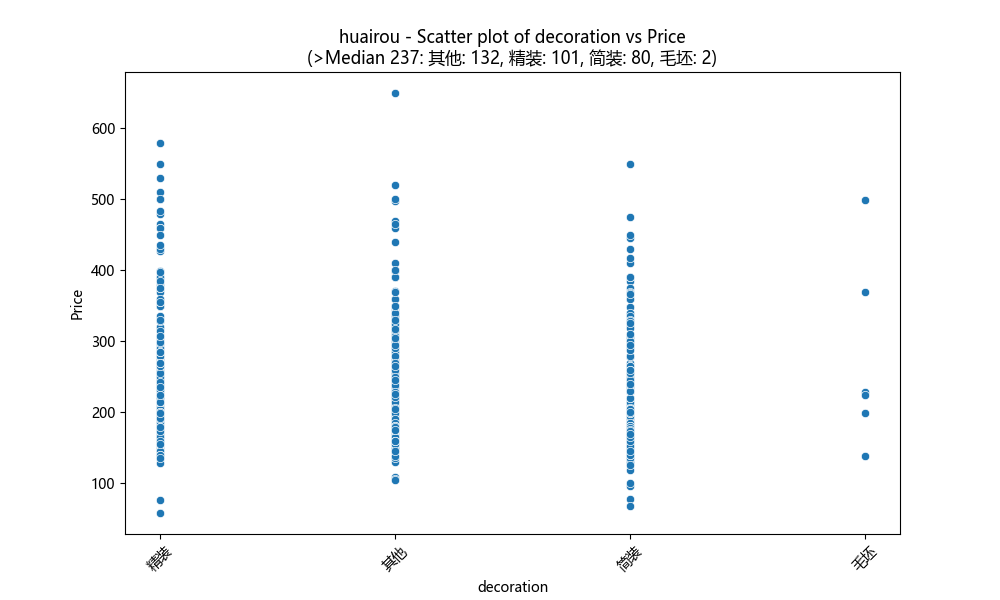 huairou - Scatter plot of decoration vs Price
(>Median 237: 其他: 132, 精装: 101, 简装: 80, 毛坯: 2)
Price
600
500
400
300
200
100
精装
其他
简装
毛坯
decoration